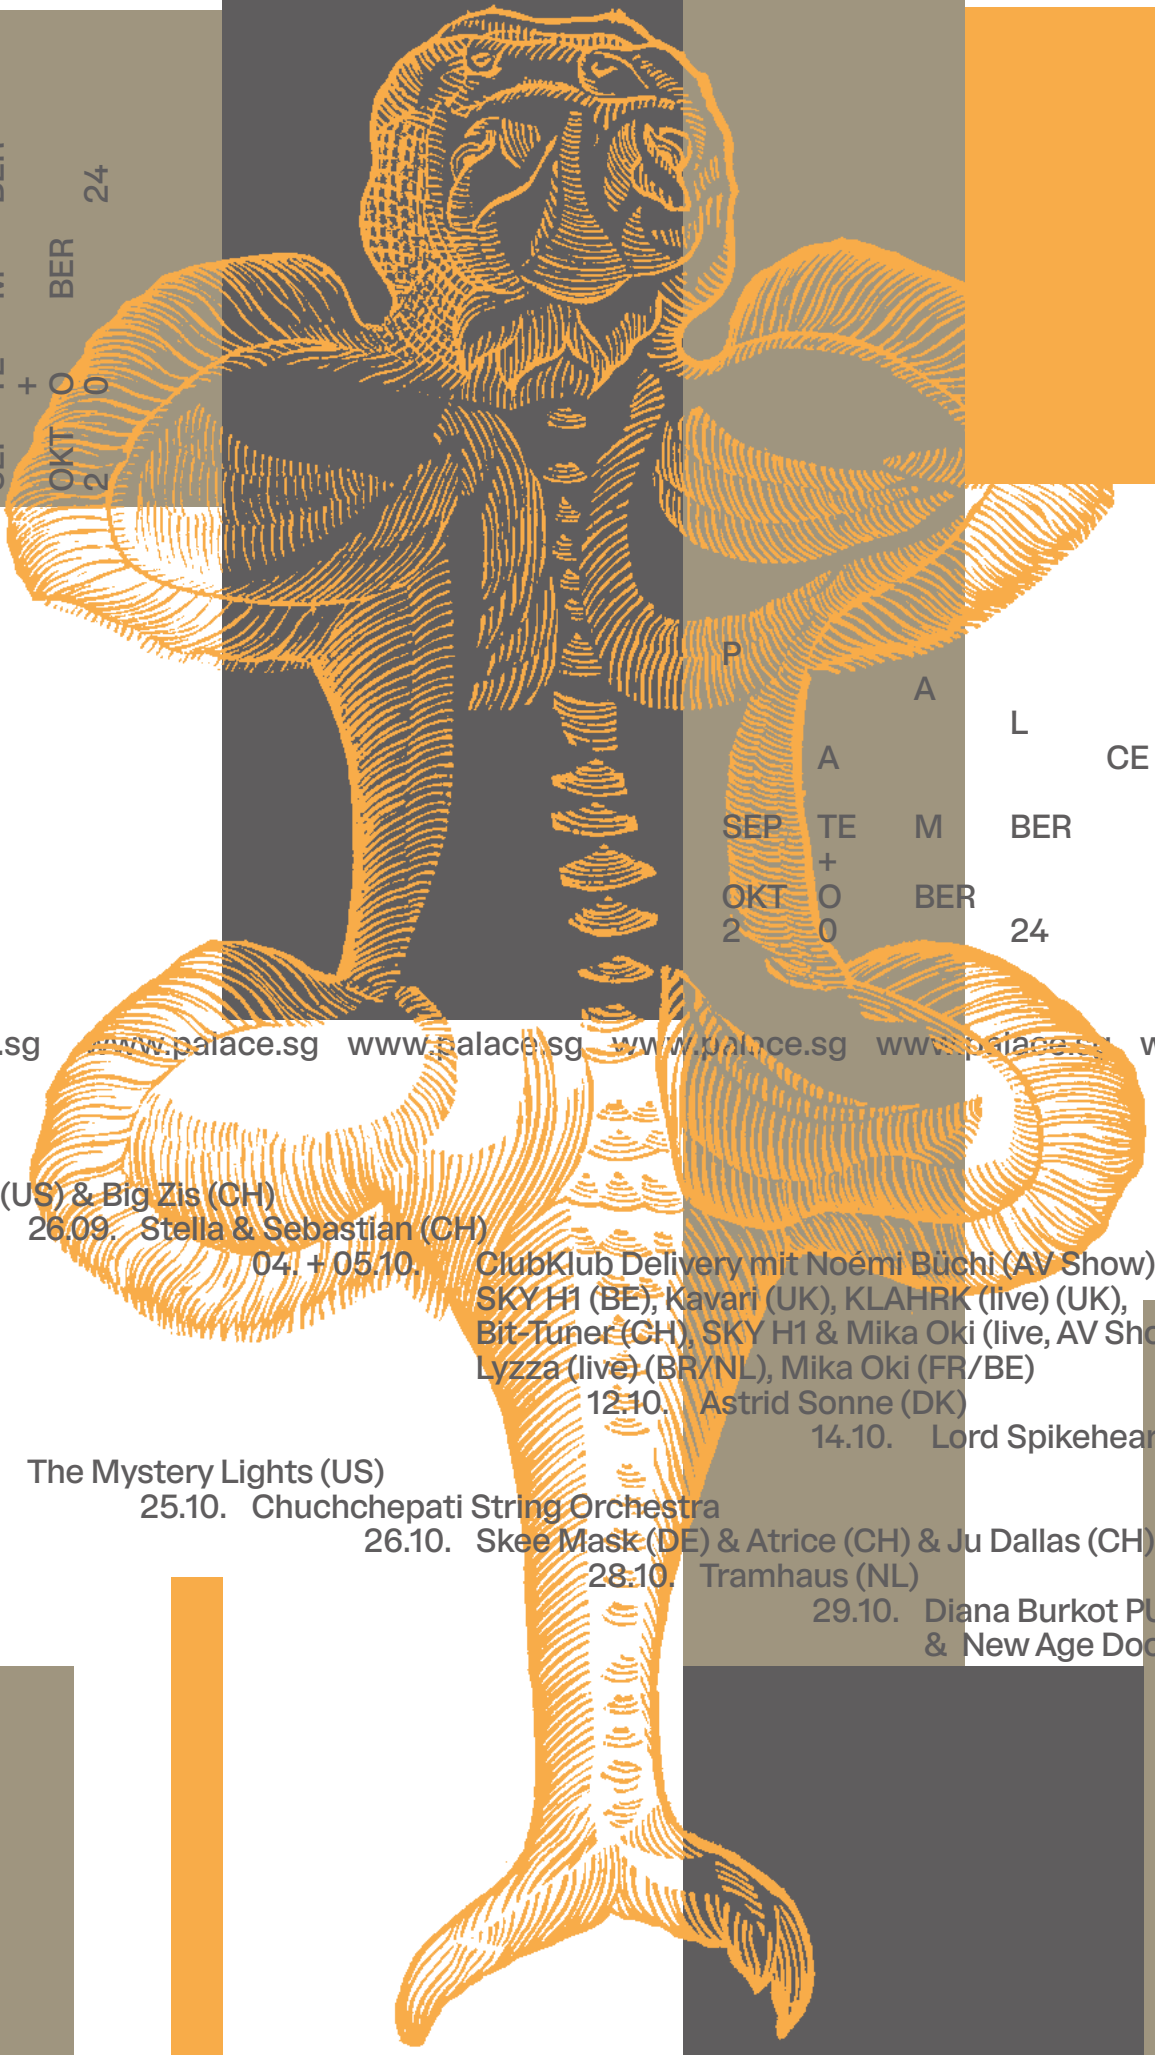 24
BER
+ O 0
OKT 2
P
A
L
A CE
SEP TE M BER
+
OKT O BER
2 0 24
.sg www.palace.sg www.palace.sg www.palace.sg www.palace.sg w
(US) & Big Zis (CH)
26.09. Stella & Sebastian (CH)
04. + 05.10. ClubKlub Delivery mit Noémi Büchi (AV Show)
SKY H1 (BE), Kavari (UK), KLAHRK (live) (UK),
Bit-Tuner (CH), SKY H1 & Mika Oki (live, AV Sho
Lyzza (live) (BR/NL), Mika Oki (FR/BE)
12.10. Astrid Sonne (DK)
14.10. Lord Spikehear
The Mystery Lights (US)
25.10. Chuchchepati String Orchestra
26.10. Skee Mask (DE) & Atrice (CH) & Ju Dallas (CH)
28.10. Tramhaus (NL)
29.10. Diana Burkot PU
& New Age Doo